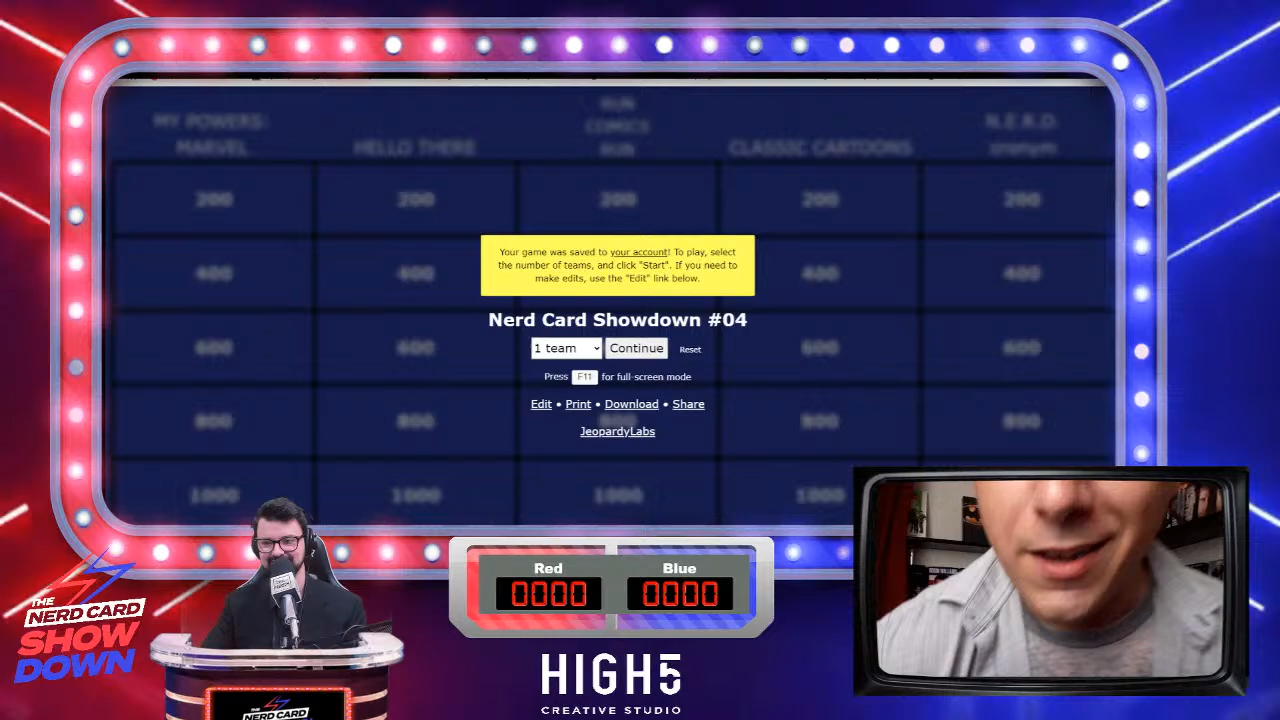 RUN
MY POWERS:
COMICS
N.E.R.D.
MARVEL
HELLO THERE
RUN
CLASSIC CARTOONS
200
200
200
200
200
400
400
400
400
600
600
600
600
800
800
800
800
800
1000
1000
1000
1000
Your game was saved to your account! To play, select
the number of teams, and click "Start". If you need to
make edits, use the "Edit" link below.
Nerd Card Showdown #04
1 team Continue Reset
Press F11 for full-screen mode
Edit • Print • Download • Share
JeopardyLabs
Red
Blue
0000
0000
THE
NERD CARD
SHOW
DOWN
THE
NERD CARD
HIGH5
CREATIVE STUDIO